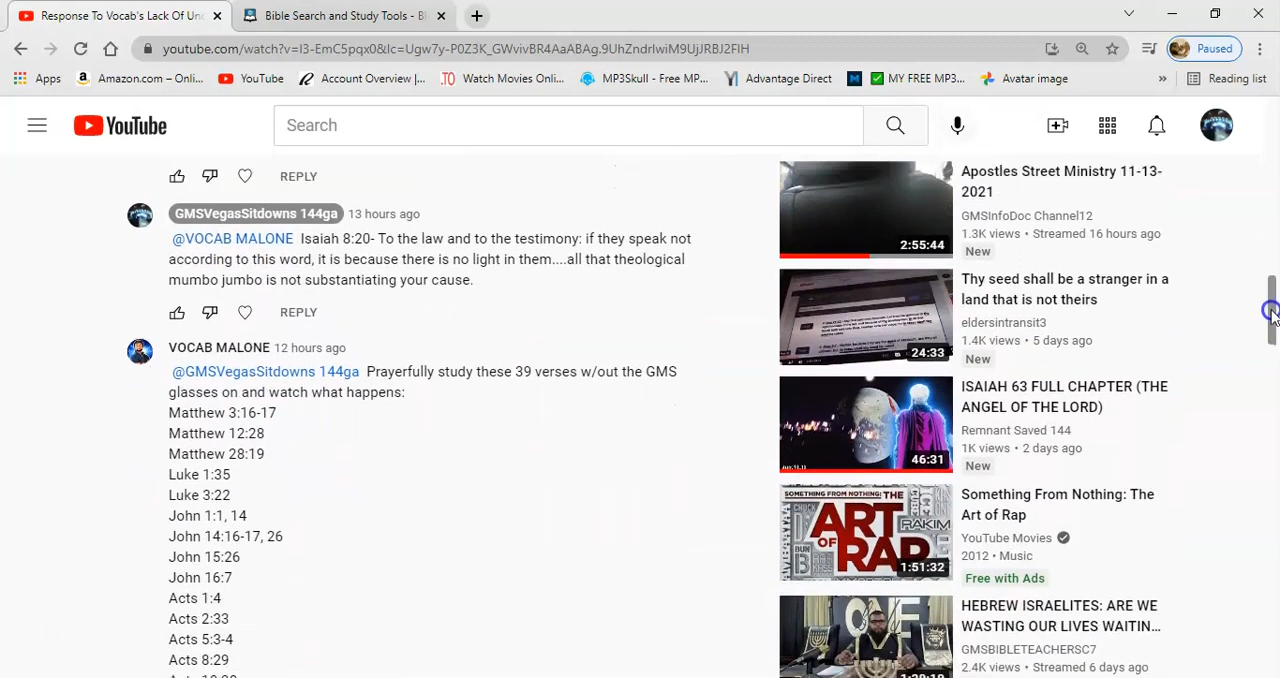 Response To Vocab's Lack Of Und
Bible Search and Study Tools - Bl
youtube.com/watch?v=I3-EmC5pqx0&lc=Ugw7y-P0Z3K_GWvivBR4AaABAg.9UhZndrIwiM9UjJRBJ2FIH
Paused
Apps
Amazon.com – Onli...
YouTube
Account Overview |...
Watch Movies Onli...
MP3Skull - Free MP...
Advantage Direct
MY FREE MP3...
Avatar image
»
Reading list
YouTube
Search
REPLY
GMSVegasSitdowns 144ga 13 hours ago
@VOCAB MALONE Isaiah 8:20- To the law and to the testimony: if they speak not
according to this word, it is because there is no light in them....all that theological
mumbo jumbo is not substantiating your cause.
REPLY
VOCAB MALONE 12 hours ago
@GMSVegasSitdowns 144ga Prayerfully study these 39 verses w/out the GMS
glasses on and watch what happens:
Matthew 3:16-17
Matthew 12:28
Matthew 28:19
Luke 1:35
Luke 3:22
John 1:1, 14
John 14:16-17, 26
John 15:26
John 16:7
Acts 1:4
Acts 2:33
Acts 5:3-4
Acts 8:29
2:55:44
Apostles Street Ministry 11-13-
2021
GMSInfoDoc Channel12
1.3K views • Streamed 16 hours ago
New
24:33
Thy seed shall be a stranger in a
land that is not theirs
eldersintransit3
1.4K views • 5 days ago
New
46:31
ISAIAH 63 FULL CHAPTER (THE
ANGEL OF THE LORD)
Remnant Saved 144
1K views • 2 days ago
New
SOMETHING FROM NOTHING: THE
ART
OF RAP
RAKIM
1:51:32
Something From Nothing: The
Art of Rap
YouTube Movies
2012 • Music
Free with Ads
HEBREW ISRAELITES: ARE WE
WASTING OUR LIVES WAITIN...
GMSBIBLETEACHERSC7
2.4K views • Streamed 6 days ago